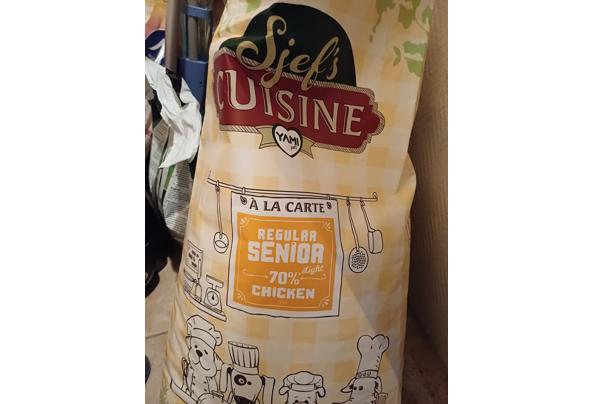 Sjef's
CUISINE
YAMI
À LA CARTE
REGULAR
SENIOR
Light
70%
CHICKEN